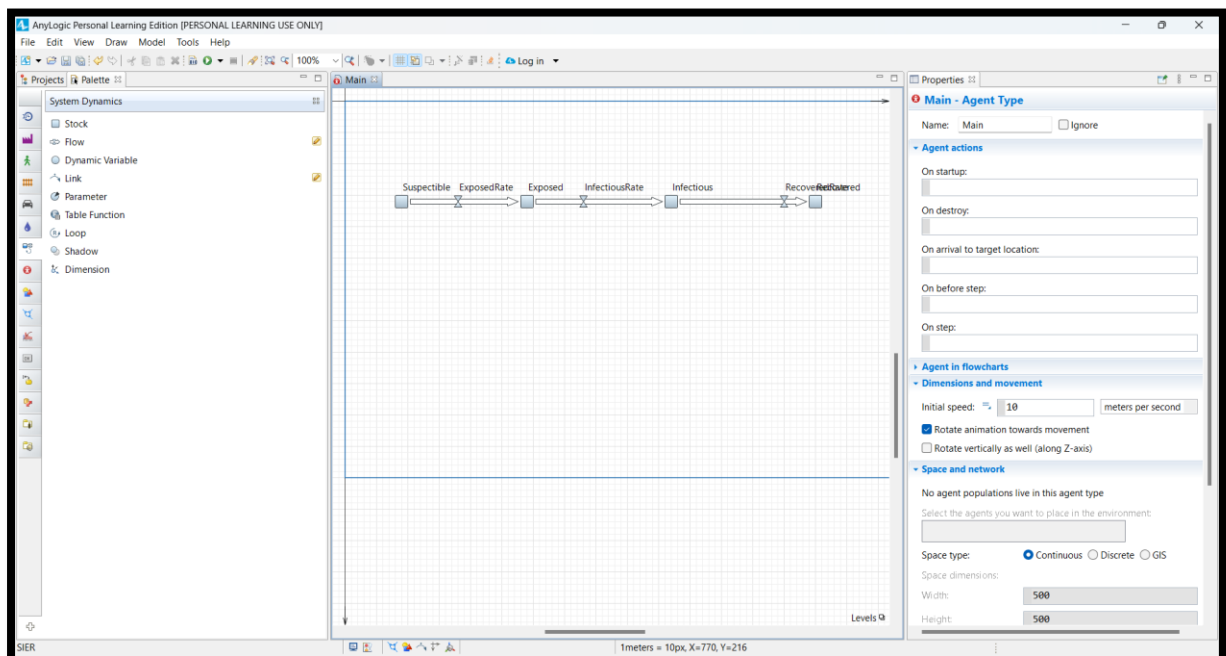 AnyLogic Personal Learning Edition [PERSONAL LEARNING USE ONLY]
File Edit View Draw Model Tools Help
100% Log in
Projects Palette
System Dynamics
Stock
Flow
Dynamic Variable
Link
Parameter
Table Function
Loop
Shadow
Dimension
Main
Suspectible ExposedRate Exposed InfectiousRate Infectious RecoveredRate Recovered
Levels
Properties
Main - Agent Type
Name: Main Ignore
Agent actions
On startup:
On destroy:
On arrival to target location:
On before step:
On step:
Agent in flowcharts
Dimensions and movement
Initial speed: 10 meters per second
Rotate animation towards movement
Rotate vertically as well (along Z-axis)
Space and network
No agent populations live in this agent type
Select the agents you want to place in the environment:
Space type: Continuous Discrete GIS
Space dimensions:
Width: 500
Height: 500
SIER
1meters = 10px, X=770, Y=216